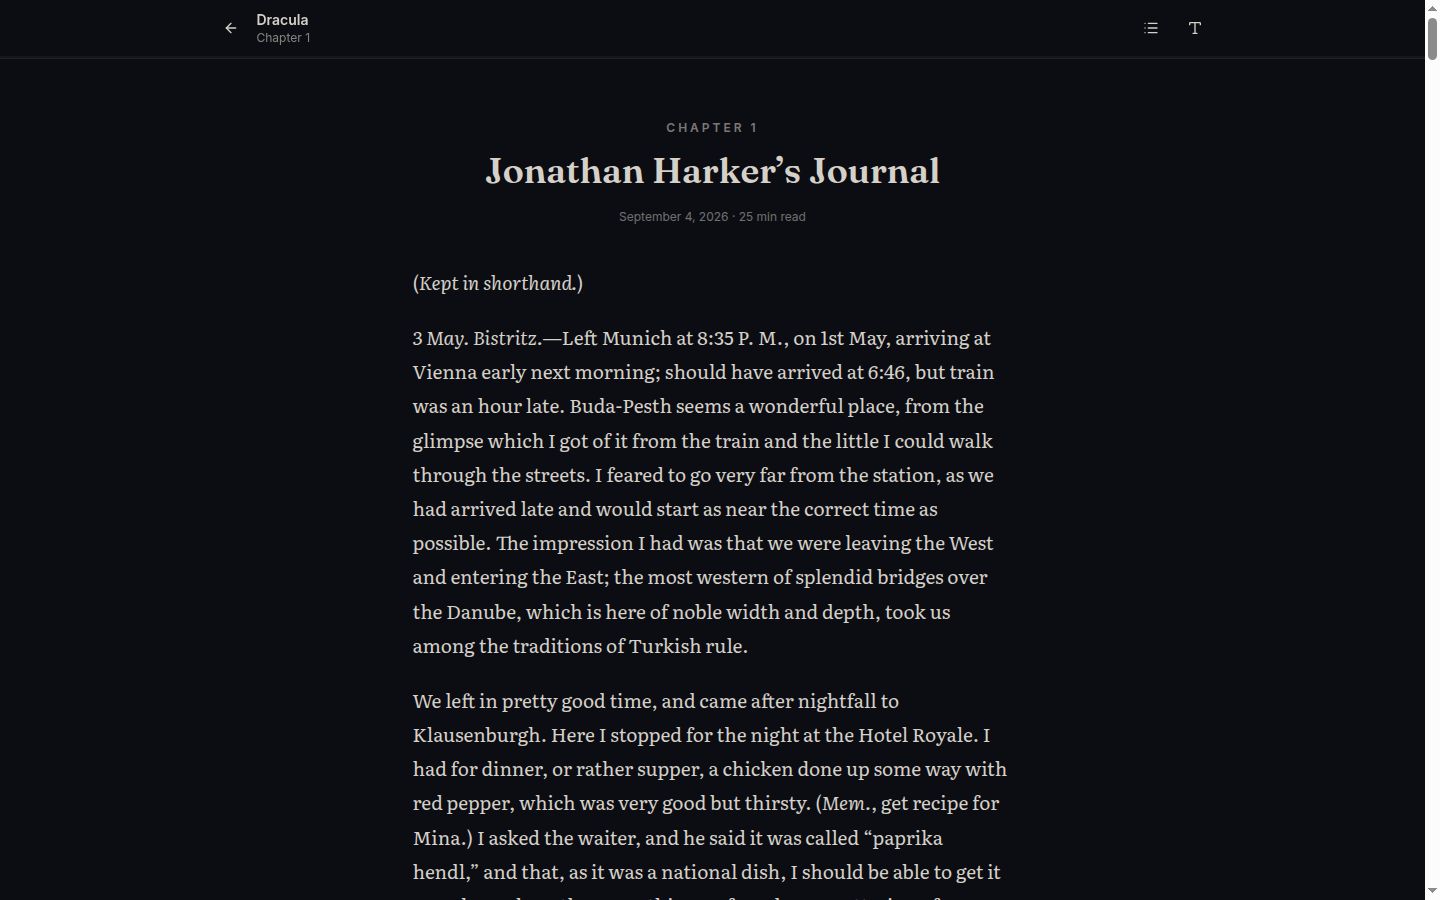 Dracula
Chapter 1
CHAPTER 1
Jonathan Harker’s Journal
September 4, 2026 · 25 min read
(Kept in shorthand.)
3 May. Bistritz.—Left Munich at 8:35 P. M., on 1st May, arriving at
Vienna early next morning; should have arrived at 6:46, but train
was an hour late. Buda-Pesth seems a wonderful place, from the
glimpse which I got of it from the train and the little I could walk
through the streets. I feared to go very far from the station, as we
had arrived late and would start as near the correct time as
possible. The impression I had was that we were leaving the West
and entering the East; the most western of splendid bridges over
the Danube, which is here of noble width and depth, took us
among the traditions of Turkish rule.
We left in pretty good time, and came after nightfall to
Klausenburgh. Here I stopped for the night at the Hotel Royale. I
had for dinner, or rather supper, a chicken done up some way with
red pepper, which was very good but thirsty. (Mem., get recipe for
Mina.) I asked the waiter, and he said it was called “paprika
hendl,” and that, as it was a national dish, I should be able to get it